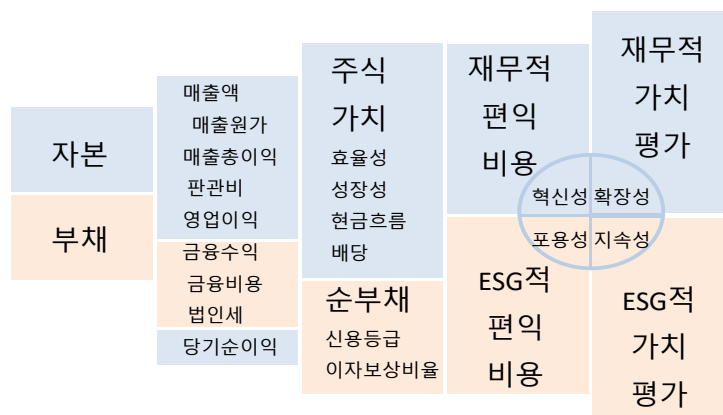 자본
부채
매출액
매출원가
매출총이익
판관비
영업이익
금융수익
금융비용
법인세
당기순이익
주식
가치
효율성
성장성
현금흐름
배당
순부채
신용등급
이자보상비율
재무적
편익
비용
ESG적
편익
비용
재무적
가치
평가
혁신성 확장성
포용성 지속성
ESG적
가치
평가